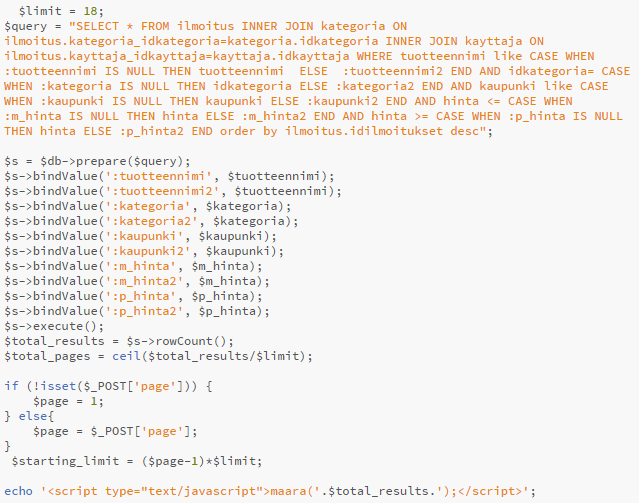 $limit = 18;
$query = "SELECT * FROM ilmoitus INNER JOIN kategoria ON
ilmoitus.kategoria_idkategoria=kategoria.idkategoria INNER JOIN kayttaja ON
ilmoitus.kayttaja_idkayttaja=kayttaja.idkayttaja WHERE tuotteennimi like CASE WHEN
:tuotteennimi IS NULL THEN tuotteennimi  ELSE  :tuotteennimi2 END AND idkategoria= CASE
WHEN :kategoria IS NULL THEN idkategoria ELSE :kategoria2 END AND kaupunki like CASE
WHEN :kaupunki IS NULL THEN kaupunki ELSE :kaupunki2 END AND hinta <= CASE WHEN
:m_hinta IS NULL THEN hinta ELSE :m_hinta2 END AND hinta >= CASE WHEN :p_hinta IS NULL
THEN hinta ELSE :p_hinta2 END order by ilmoitus.idilmoitukset desc";
$s = $db->prepare($query);
$s->bindValue(':tuotteennimi', $tuotteennimi);
$s->bindValue(':tuotteennimi2', $tuotteennimi);
$s->bindValue(':kategoria', $kategoria);
$s->bindValue(':kategoria2', $kategoria);
$s->bindValue(':kaupunki', $kaupunki);
$s->bindValue(':kaupunki2', $kaupunki);
$s->bindValue(':m_hinta', $m_hinta);
$s->bindValue(':m_hinta2', $m_hinta);
$s->bindValue(':p_hinta', $p_hinta);
$s->bindValue(':p_hinta2', $p_hinta);
$s->execute();
$total_results = $s->rowCount();
$total_pages = ceil($total_results/$limit);
if (!isset($_POST['page'])) {
    $page = 1;
} else{
    $page = $_POST['page'];
}
 $starting_limit = ($page-1)*$limit;
echo '<script type="text/javascript">maara('.$total_results.');</script>';